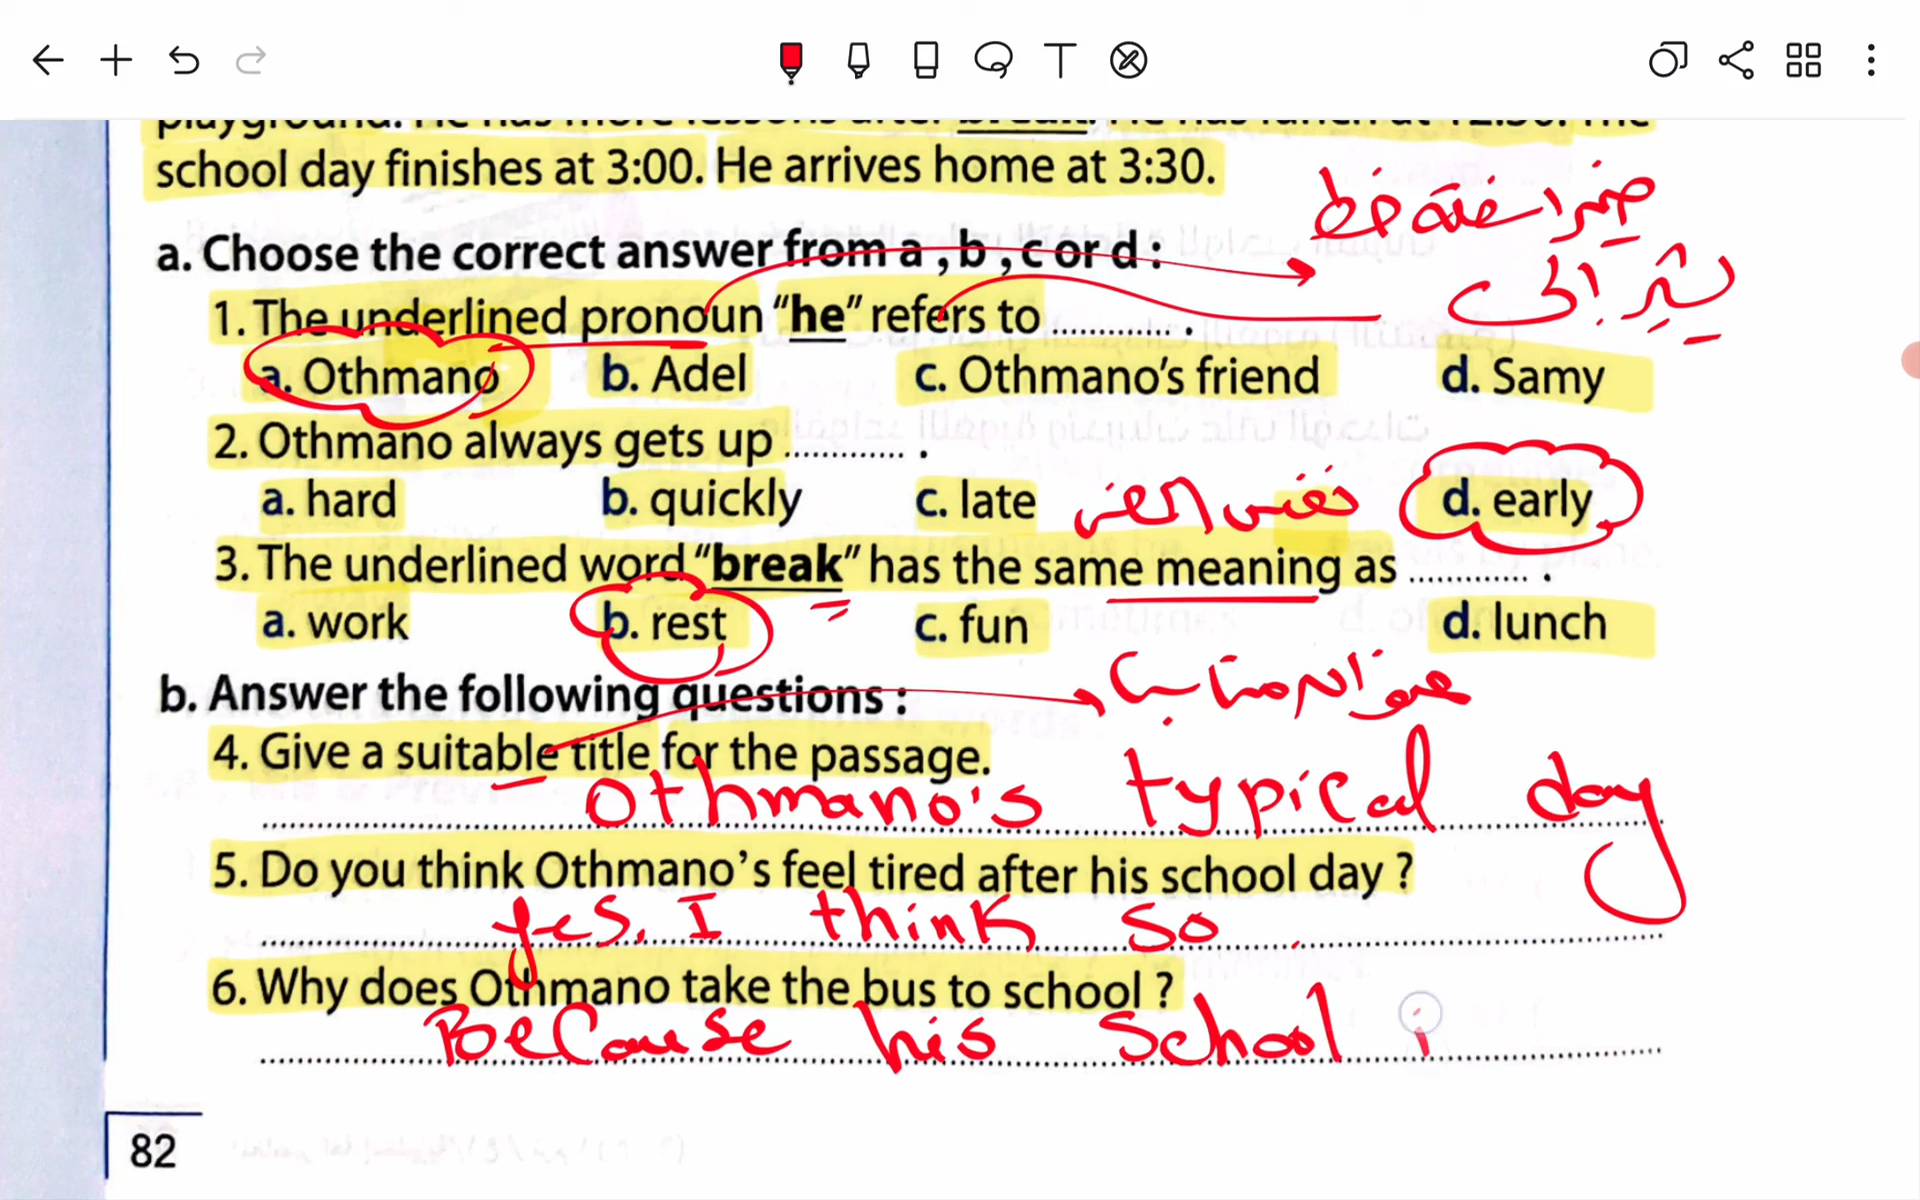 school day finishes at 3:00. He arrives home at 3:30.
a. Choose the correct answer from a , b , c or d :
1. The underlined pronoun “he” refers to ............ .
تشير إلى
a. Othmano b. Adel c. Othmano’s friend d. Samy
2. Othmano always gets up ............ .
a. hard b. quickly c. late d. early
3. The underlined word “break” has the same meaning as ............ .
a. work b. rest c. fun d. lunch
b. Answer the following questions :
4. Give a suitable title for the passage.
Othmano's typical day
5. Do you think Othmano’s feel tired after his school day ?
Yes, I think so
6. Why does Othmano take the bus to school ?
Because his school i
82